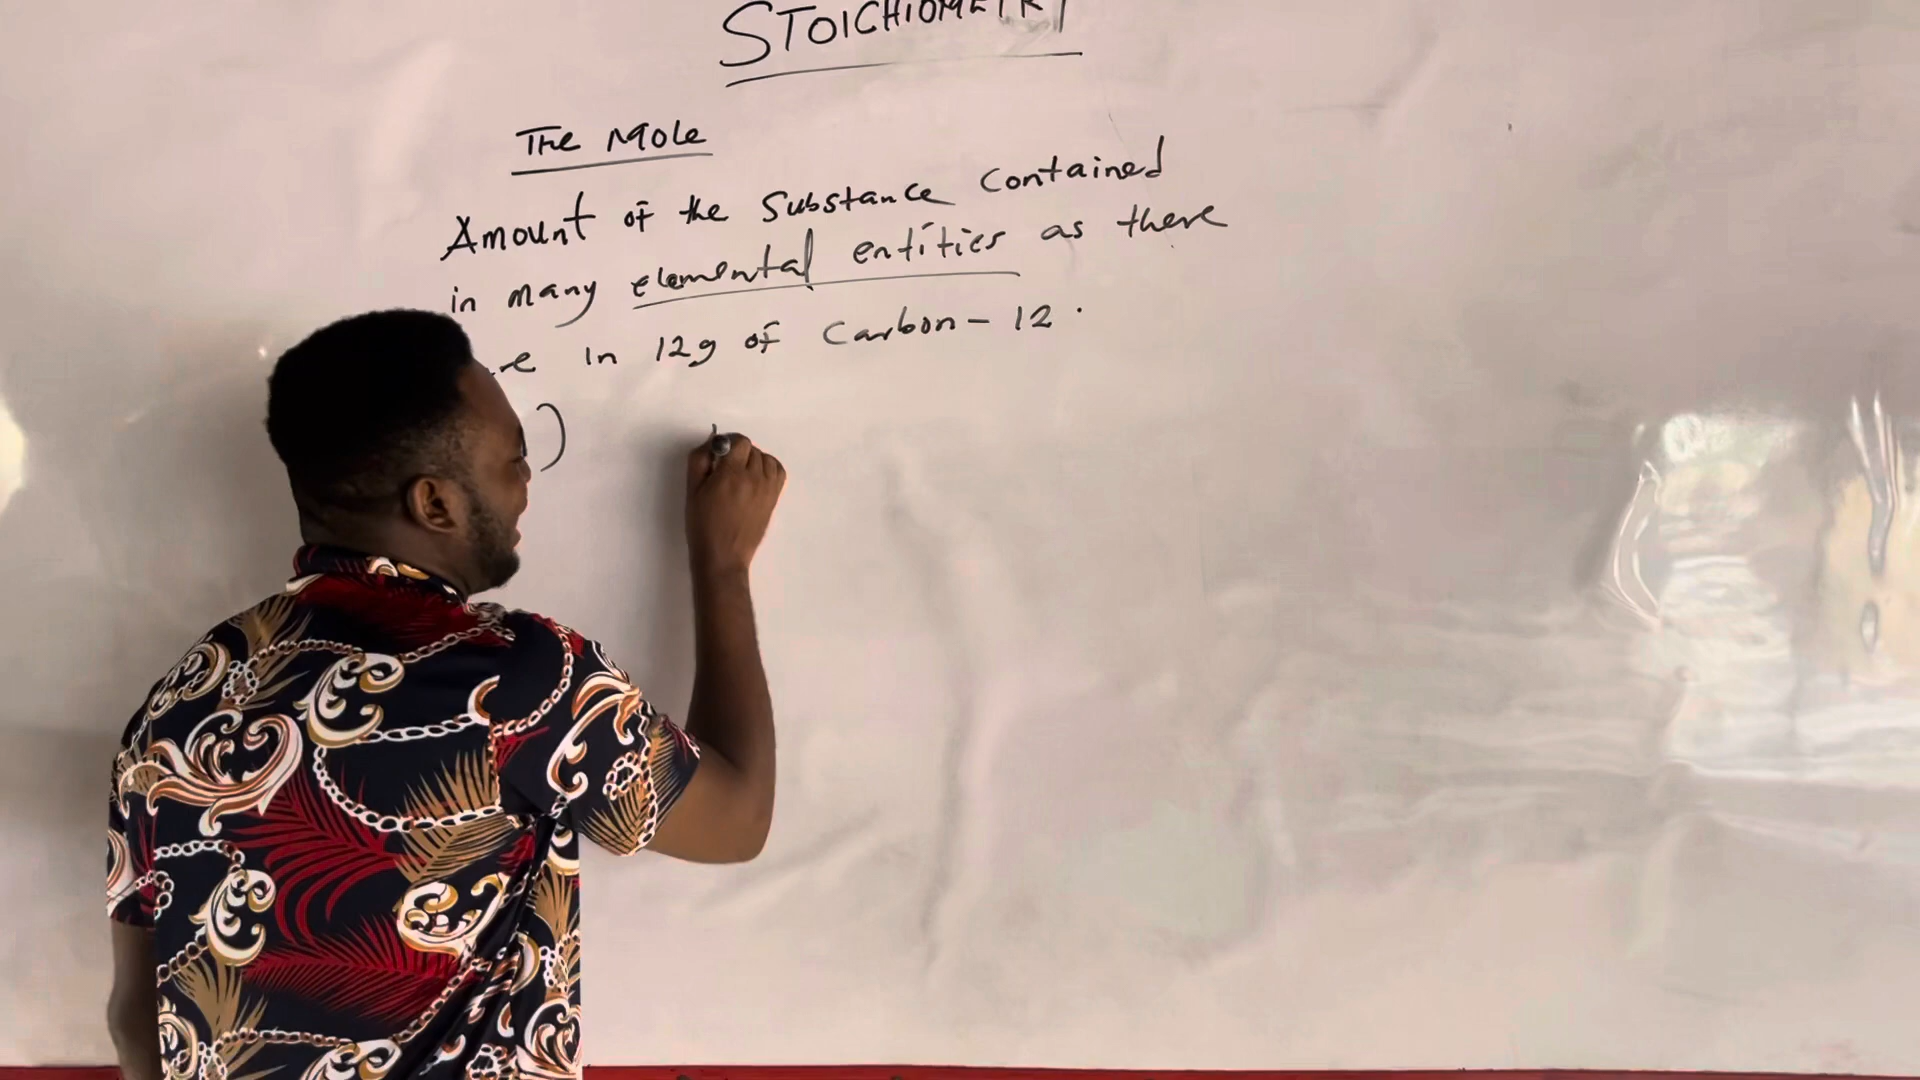 STOICHIOMETRY
The Mole
Amount of the Substance Contained
in many elemental entities as there
in 12g of Carbon-12.
)